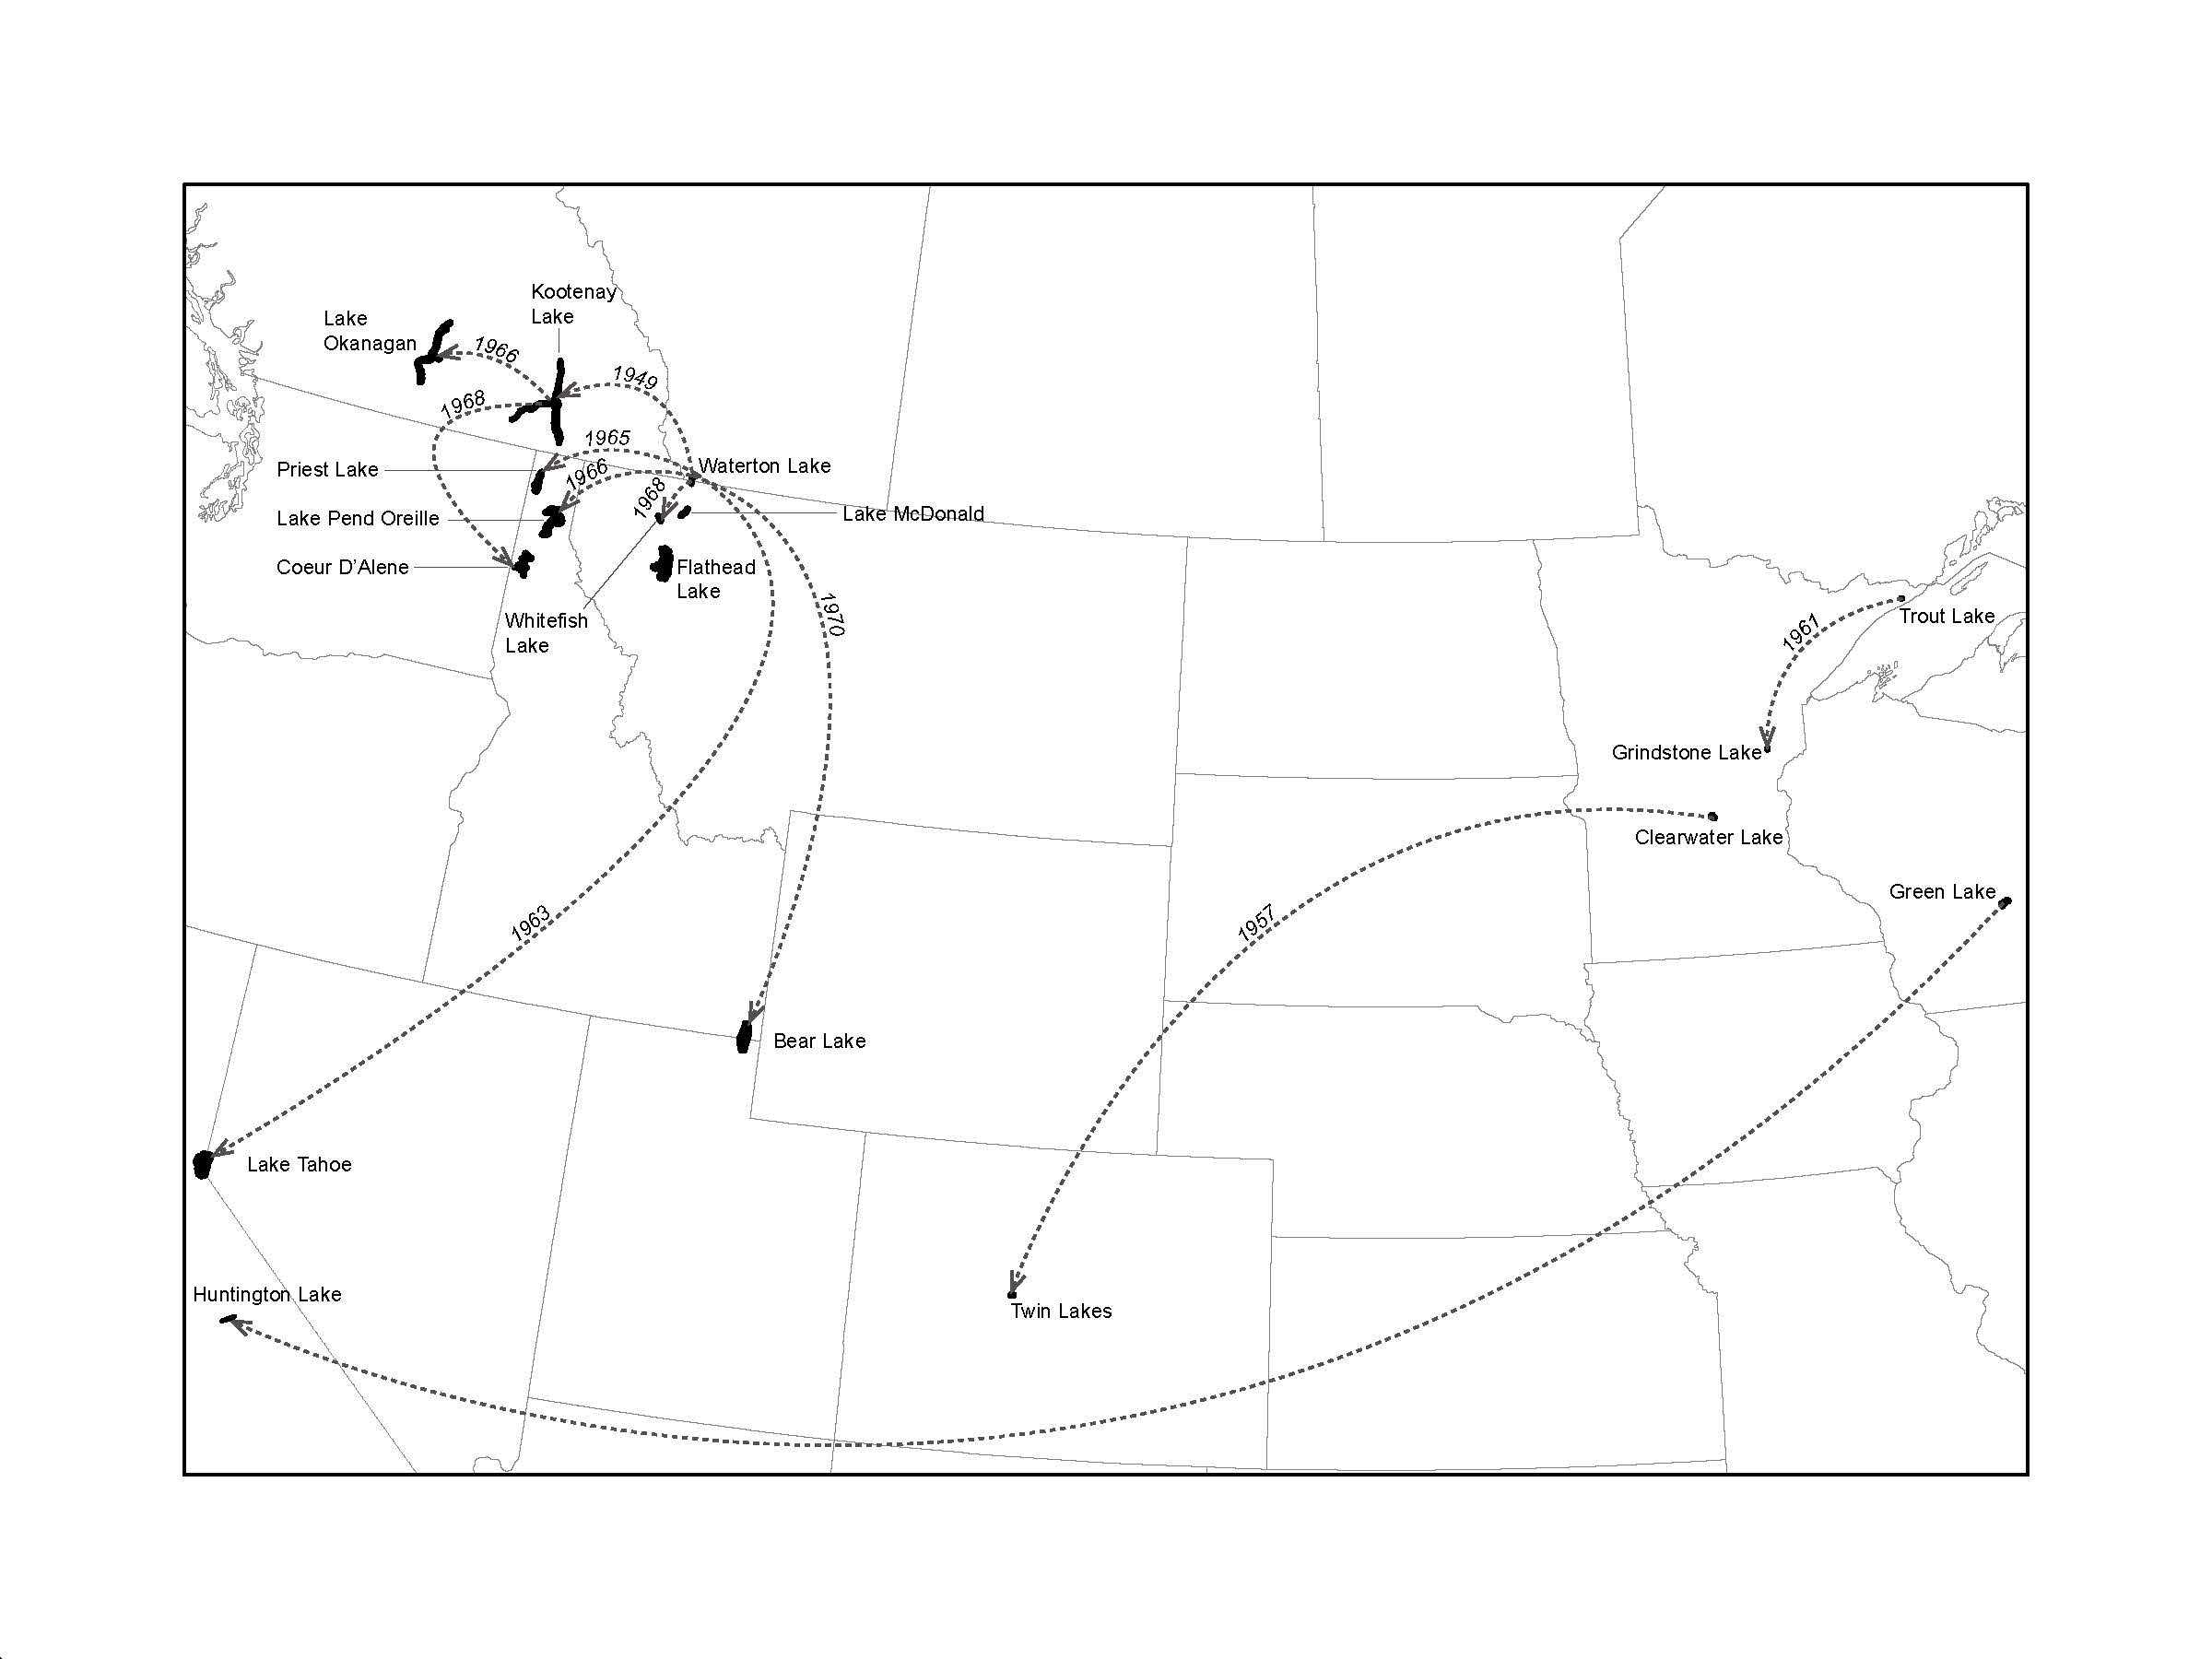 Kootenay
Lake
Lake
Okanagan
1966
1949
1968
1965
Priest Lake
1966
Waterton Lake
1968
Lake Pend Oreille
Lake McDonald
Coeur D'Alene
Flathead
Lake
Whitefish
Lake
1970
1961
Trout Lake
Grindstone Lake
Clearwater Lake
Green Lake
1963
1957
Bear Lake
Lake Tahoe
Huntington Lake
Twin Lakes